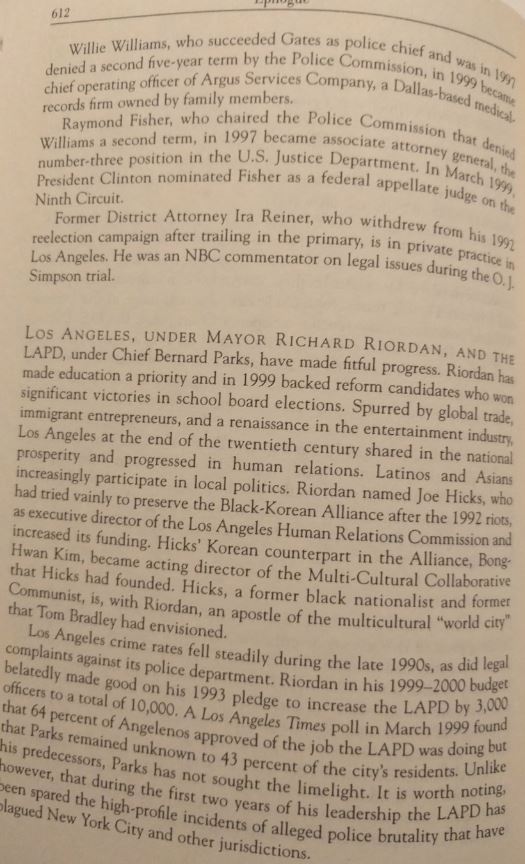 612
Epilogue
Willie Williams, who succeeded Gates as police chief and was in 1997
denied a second five-year term by the Police Commission, in 1999 became
chief operating officer of Argus Services Company, a Dallas-based medical-
records firm owned by family members.
Raymond Fisher, who chaired the Police Commission that denied
Williams a second term, in 1997 became associate attorney general, the
number-three position in the U.S. Justice Department. In March 1999,
President Clinton nominated Fisher as a federal appellate judge on the
Ninth Circuit.
Former District Attorney Ira Reiner, who withdrew from his 1992
reelection campaign after trailing in the primary, is in private practice in
Los Angeles. He was an NBC commentator on legal issues during the O. J.
Simpson trial.
LOS ANGELES, UNDER MAYOR RICHARD RIORDAN, AND THE
LAPD, under Chief Bernard Parks, have made fitful progress. Riordan has
made education a priority and in 1999 backed reform candidates who won
significant victories in school board elections. Spurred by global trade,
immigrant entrepreneurs, and a renaissance in the entertainment industry,
Los Angeles at the end of the twentieth century shared in the national
prosperity and progressed in human relations. Latinos and Asians
increasingly participate in local politics. Riordan named Joe Hicks, who
had tried vainly to preserve the Black-Korean Alliance after the 1992 riots,
as executive director of the Los Angeles Human Relations Commission and
increased its funding. Hicks' Korean counterpart in the Alliance, Bong-
Hwan Kim, became acting director of the Multi-Cultural Collaborative
that Hicks had founded. Hicks, a former black nationalist and former
Communist, is, with Riordan, an apostle of the multicultural "world city"
that Tom Bradley had envisioned.
Los Angeles crime rates fell steadily during the late 1990s, as did legal
complaints against its police department. Riordan in his 1999–2000 budget
belatedly made good on his 1993 pledge to increase the LAPD by 3,000
officers to a total of 10,000. A Los Angeles Times poll in March 1999 found
that 64 percent of Angelenos approved of the job the LAPD was doing but
that Parks remained unknown to 43 percent of the city's residents. Unlike
his predecessors, Parks has not sought the limelight. It is worth noting,
however, that during the first two years of his leadership the LAPD has
been spared the high-profile incidents of alleged police brutality that have
plagued New York City and other jurisdictions.